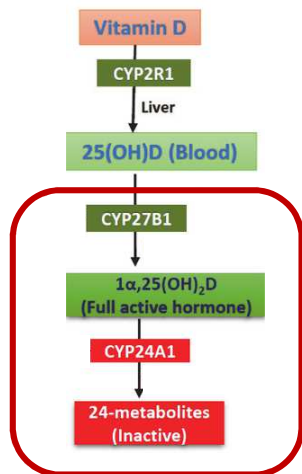 Vitamin D
CYP2R1
Liver
25(OH)D (Blood)
CYP27B1
1α,25(OH)₂D
(Full active hormone)
CYP24A1
24-metabolites
(Inactive)